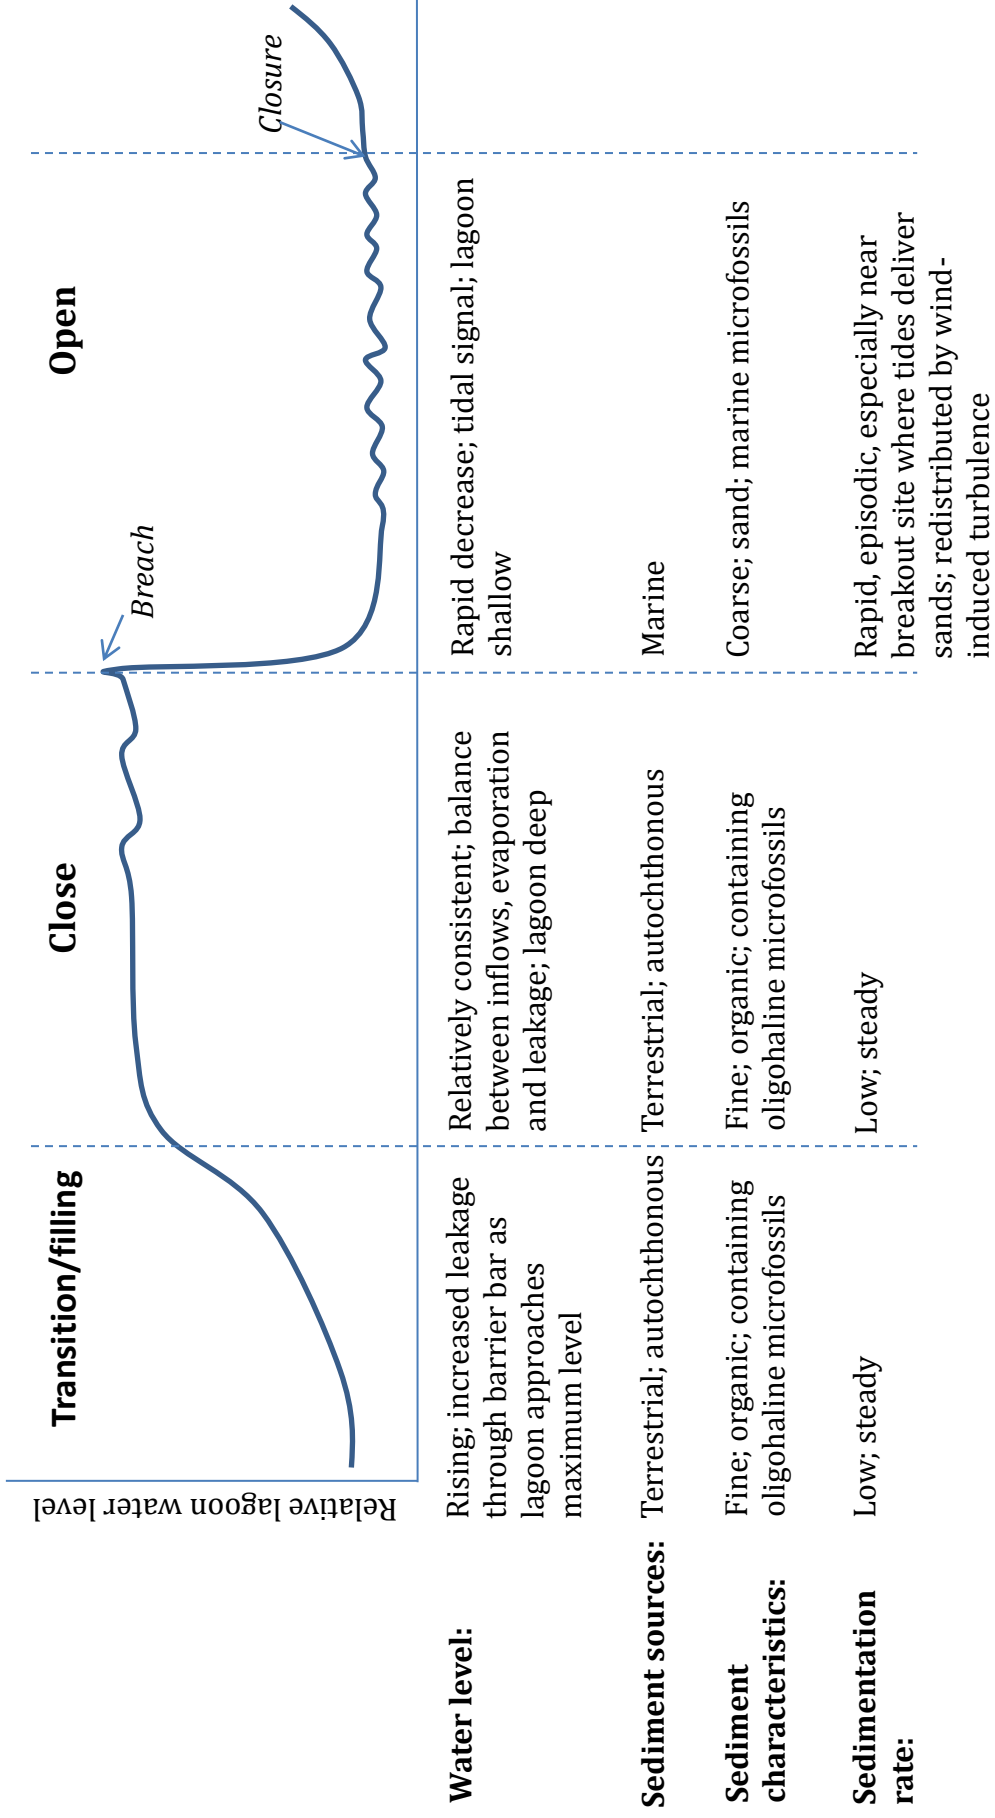 Transition/filling
Close
Open
Breach
Closure
Relative lagoon water level
Water level:
Rising; increased leakage
through barrier bar as
lagoon approaches
maximum level
Relatively consistent; balance
between inflows, evaporation
and leakage; lagoon deep
Rapid decrease; tidal signal; lagoon
shallow
Sediment sources:
Terrestrial; autochthonous
Terrestrial; autochthonous
Marine
Sediment
characteristics:
Fine; organic; containing
oligohaline microfossils
Fine; organic; containing
oligohaline microfossils
Coarse; sand; marine microfossils
Sedimentation
rate:
Low; steady
Low; steady
Rapid, episodic, especially near
breakout site where tides deliver
sands; redistributed by wind-
induced turbulence